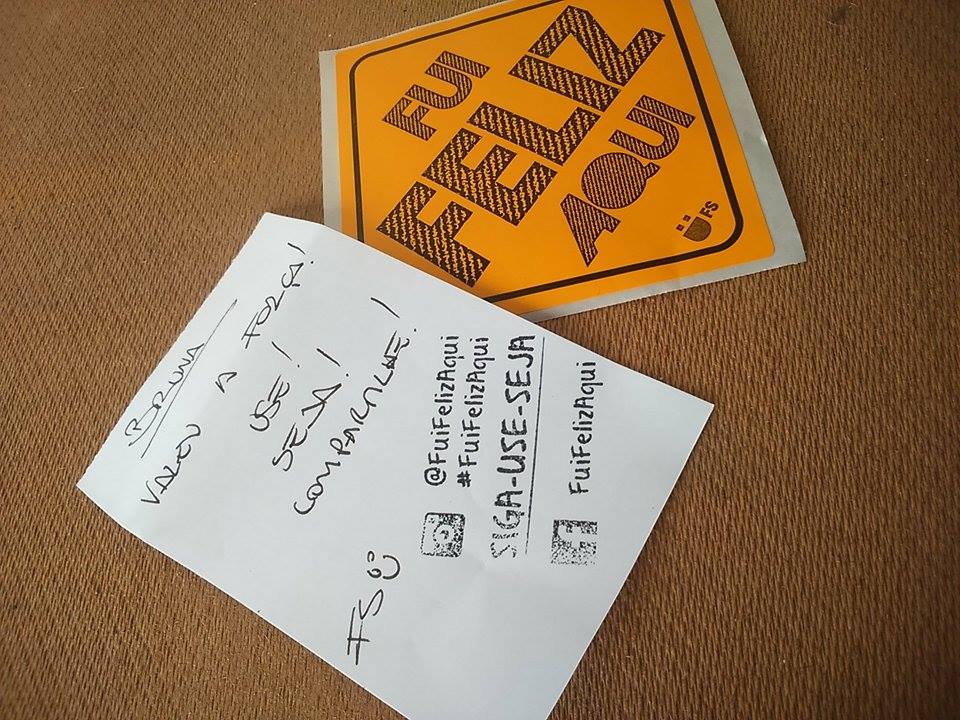 FUI
FELIZ
AQUI
FS
BRUNA
VALEU A FORÇA!
USE!
SEJA!
COMPARTILHE!
FS
@FuiFelizAqui
#FuiFelizAqui
SIGA-USE-SEJA
FuiFelizAqui